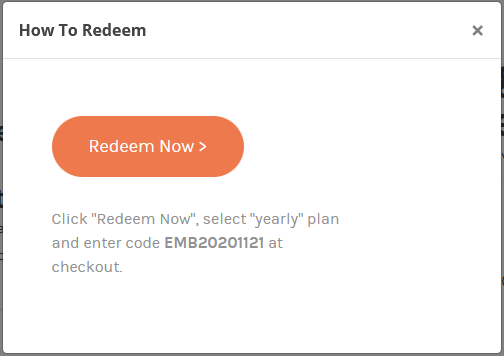 How To Redeem ×
Redeem Now >
Click "Redeem Now", select "yearly" plan
and enter code EMB20201121 at
checkout.